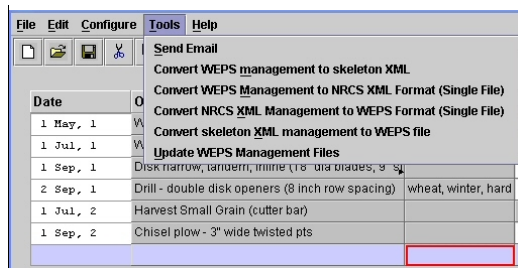 File Edit Configure Tools Help
Send Email
Convert WEPS management to skeleton XML
Convert WEPS Management to NRCS XML Format (Single File)
Convert NRCS XML Management to WEPS Format (Single File)
Convert skeleton XML management to WEPS file
Update WEPS Management Files
Date O
1 May, 1 W
1 Jul, 1 W
1 Sep, 1 Disk harrow, tandem, inline (18" dia blades, 9" s
2 Sep, 1 Drill - double disk openers (8 inch row spacing) wheat, winter, hard
1 Jul, 2 Harvest Small Grain (cutter bar)
1 Sep, 2 Chisel plow - 3" wide twisted pts